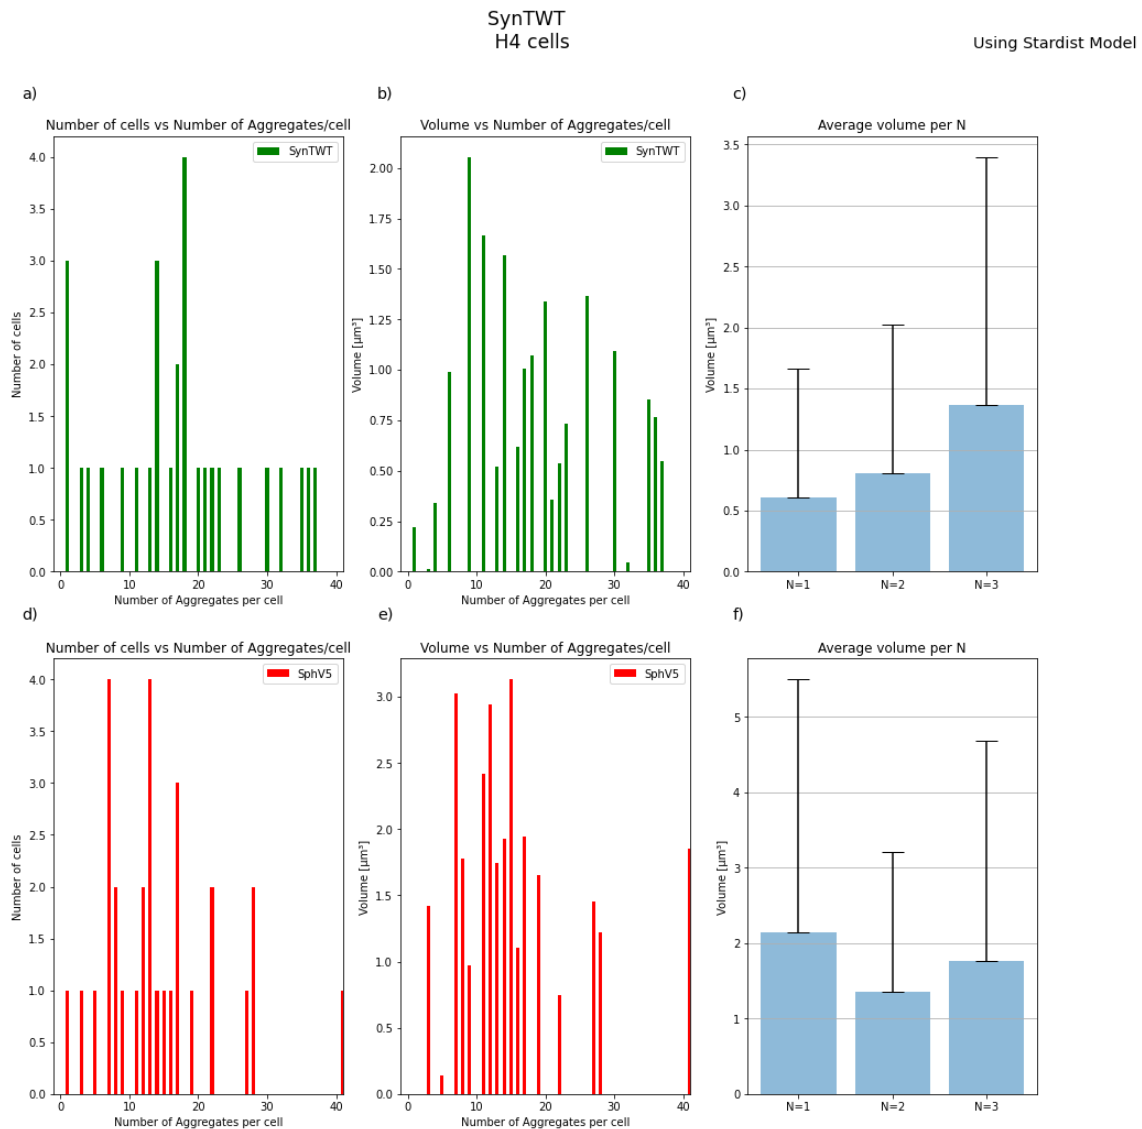 SynTWT
H4 cells
Using Stardist Model
a)
b)
c)
Number of cells vs Number of Aggregates/cell
Volume vs Number of Aggregates/cell
Average volume per N
SynTWT
SynTWT
Number of cells
4.0
3.5
3.0
2.5
2.0
1.5
1.0
0.5
0.0
0
10
20
30
40
Number of Aggregates per cell
Volume [µm³]
2.00
1.75
1.50
1.25
1.00
0.75
0.50
0.25
0.00
0
10
20
30
40
Number of Aggregates per cell
Volume [µm³]
3.5
3.0
2.5
2.0
1.5
1.0
0.5
0.0
N=1
N=2
N=3
d)
e)
f)
Number of cells vs Number of Aggregates/cell
Volume vs Number of Aggregates/cell
Average volume per N
SphV5
SphV5
Number of cells
4.0
3.5
3.0
2.5
2.0
1.5
1.0
0.5
0.0
0
10
20
30
40
Number of Aggregates per cell
Volume [µm³]
3.0
2.5
2.0
1.5
1.0
0.5
0.0
0
10
20
30
40
Number of Aggregates per cell
Volume [µm³]
5
4
3
2
1
0
N=1
N=2
N=3